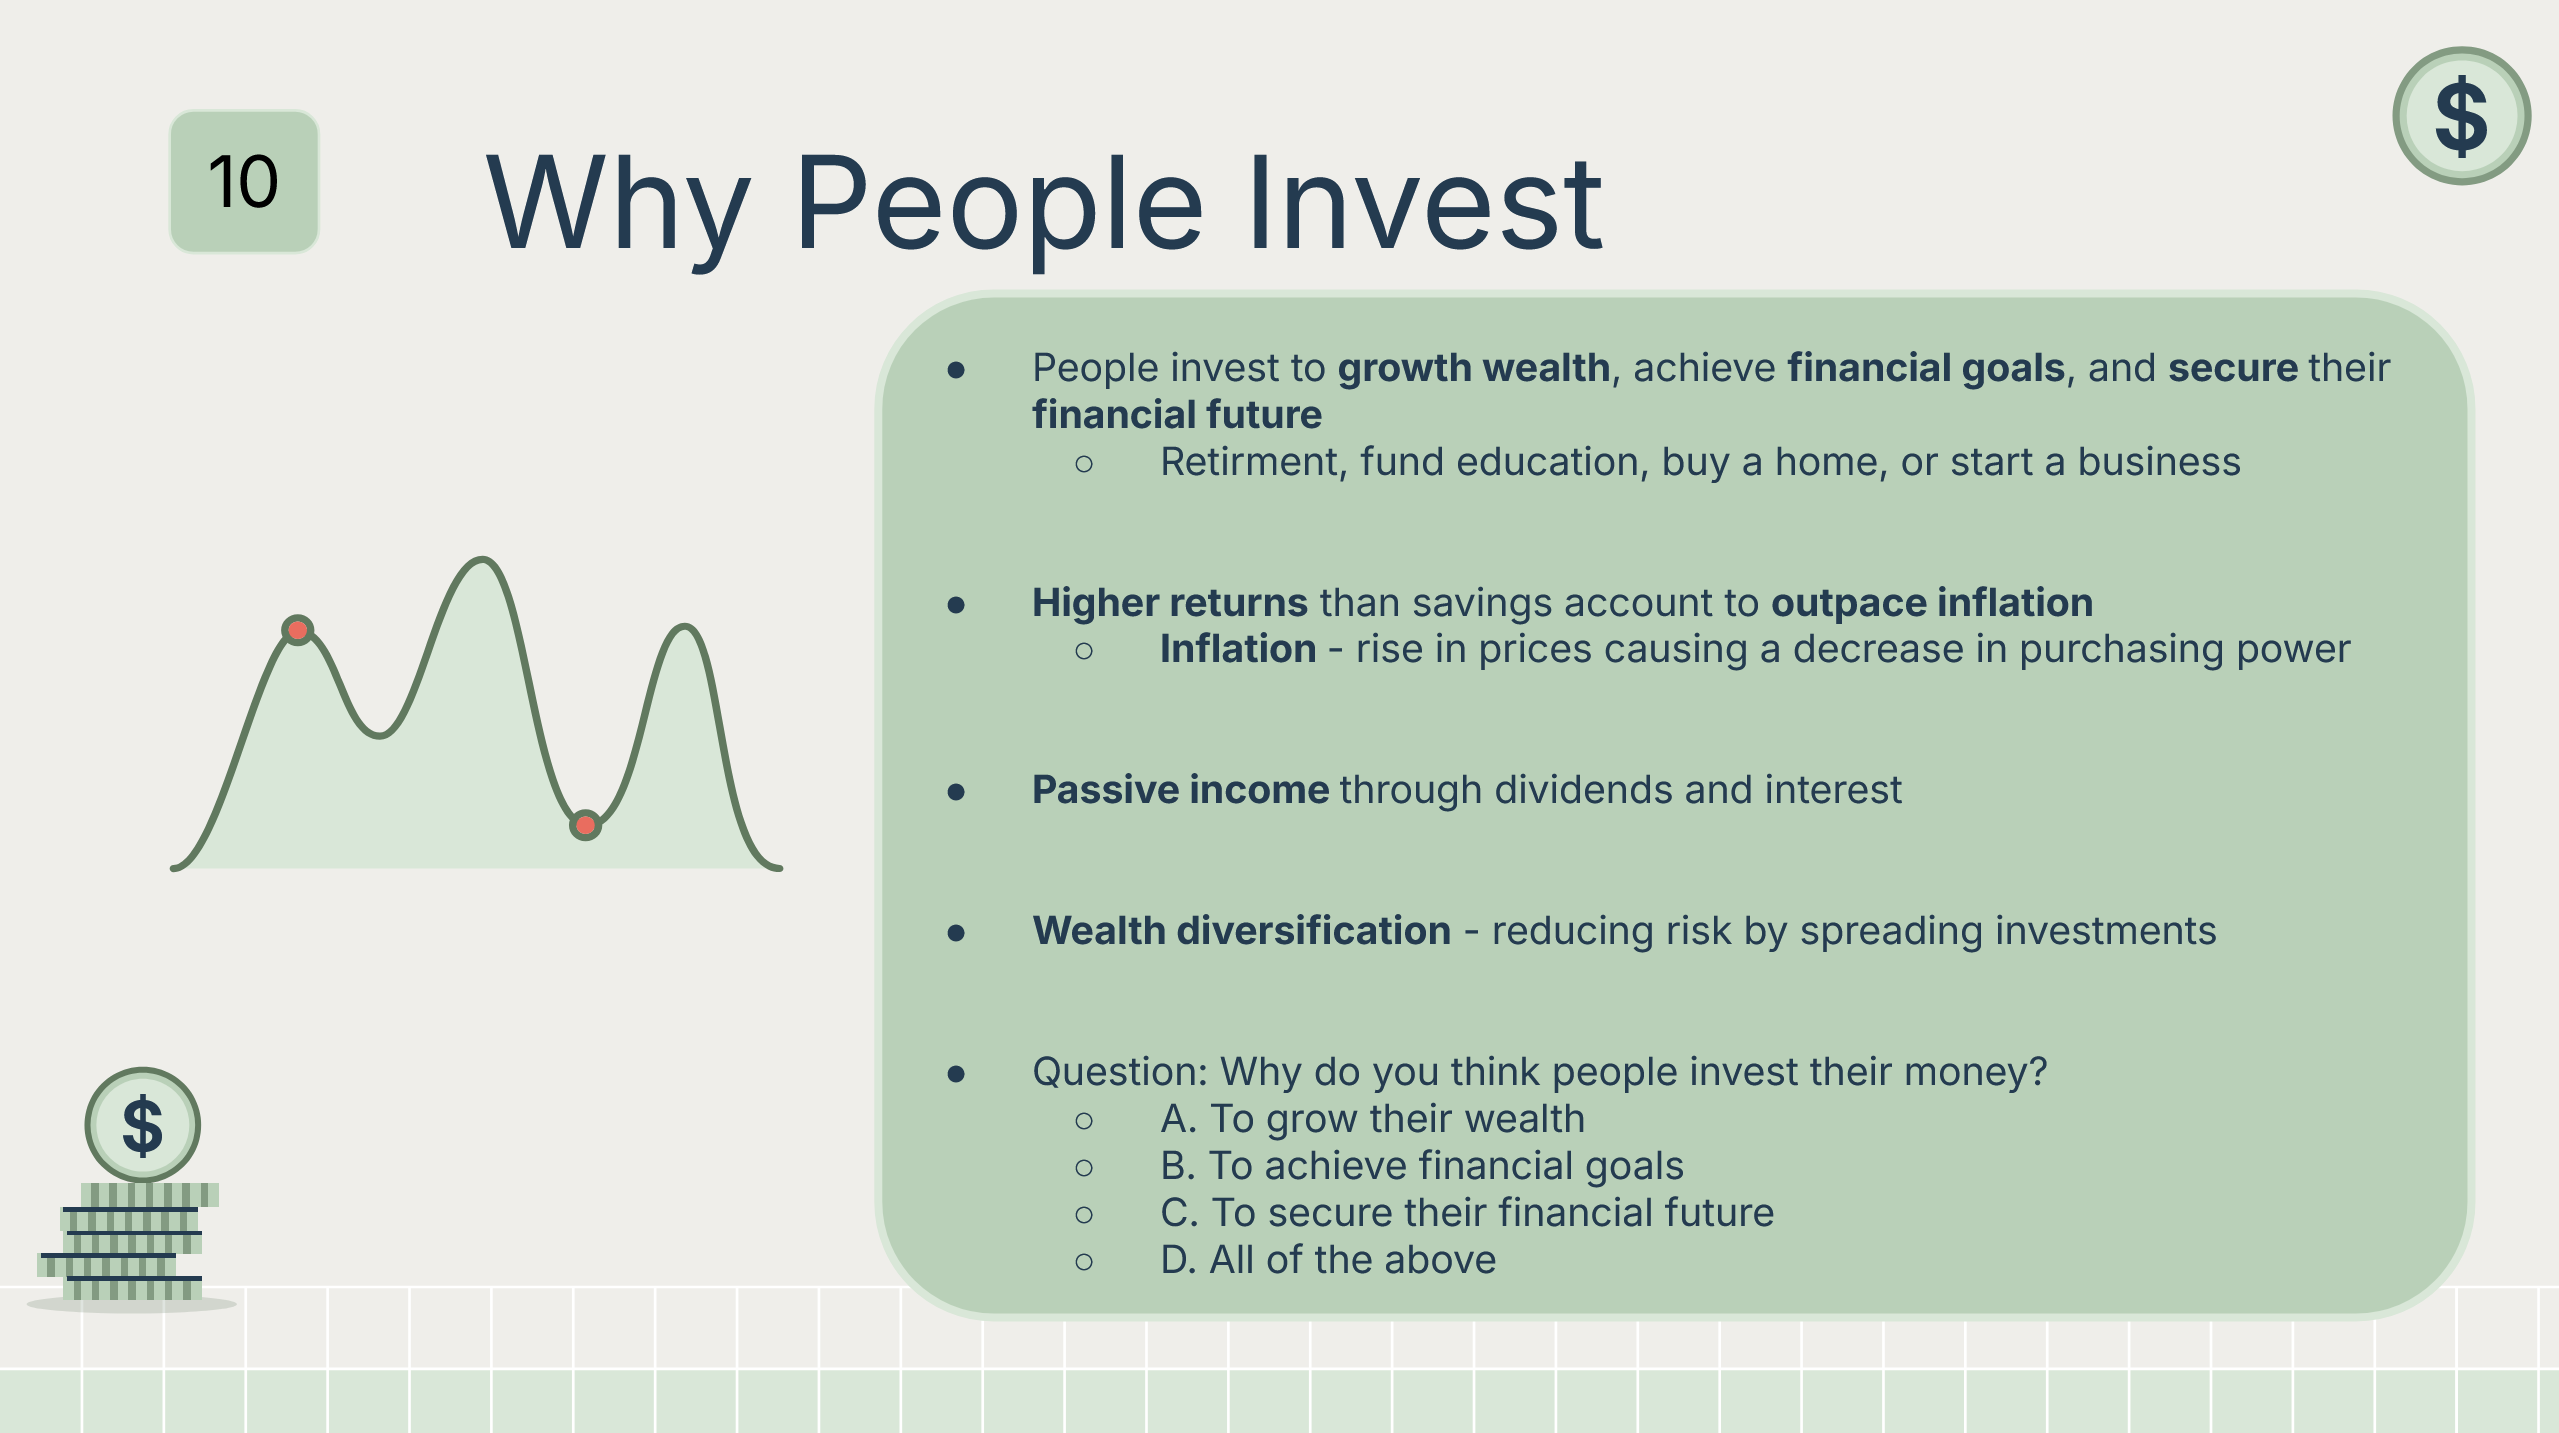 10
Why People Invest
$
● People invest to growth wealth, achieve financial goals, and secure their
financial future
○ Retirment, fund education, buy a home, or start a business
● Higher returns than savings account to outpace inflation
○ Inflation - rise in prices causing a decrease in purchasing power
● Passive income through dividends and interest
● Wealth diversification - reducing risk by spreading investments
● Question: Why do you think people invest their money?
○ A. To grow their wealth
○ B. To achieve financial goals
○ C. To secure their financial future
○ D. All of the above
$